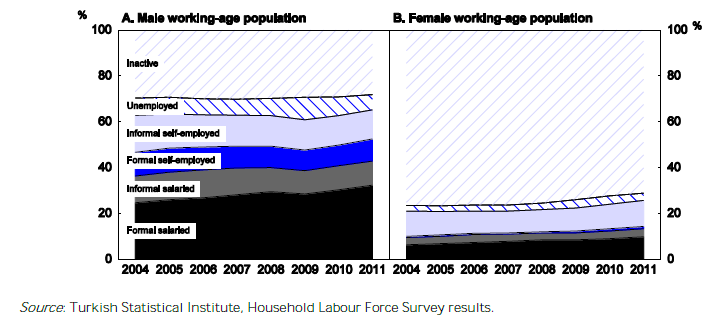 % A. Male working-age population B. Female working-age population
100 100 %
Inactive
80 80
Unemployed
60 60
Informal self-employed
Formal self-employed
40 40
Informal salaried
20 20
Formal salaried
0 0
2004 2005 2006 2007 2008 2009 2010 2011 2004 2005 2006 2007 2008 2009 2010 2011
Source: Turkish Statistical Institute, Household Labour Force Survey results.